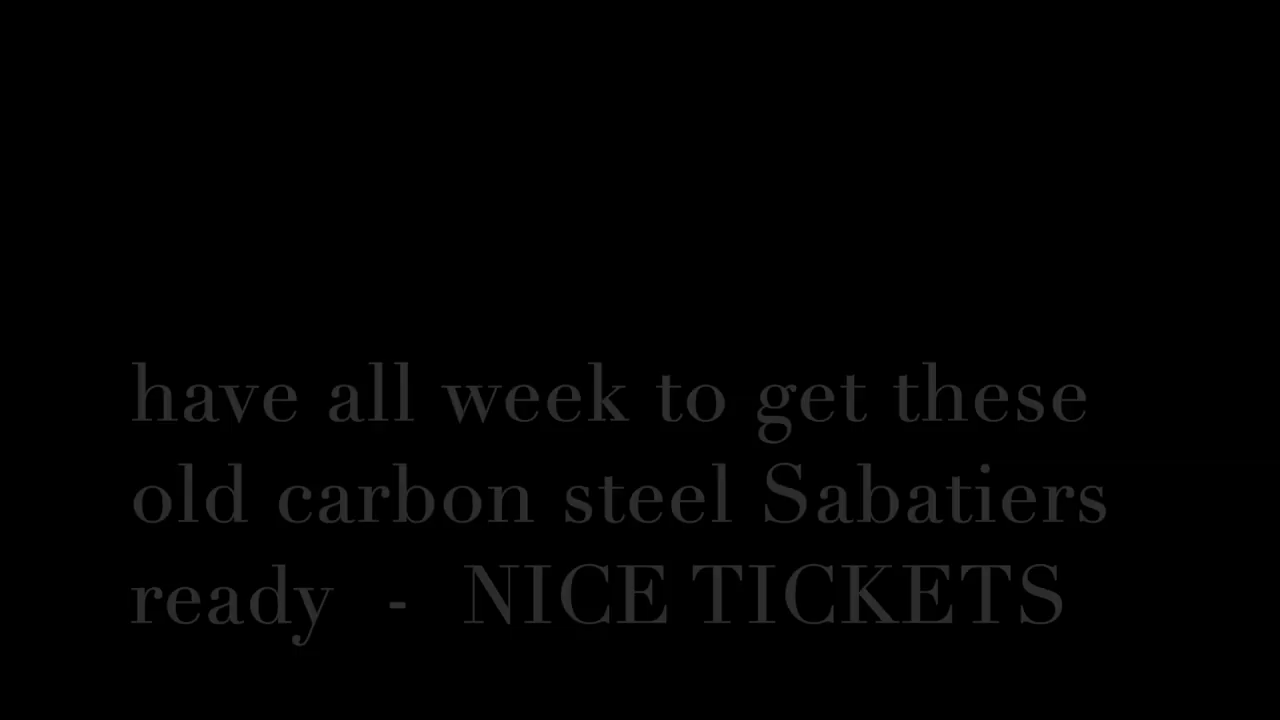 have all week to get these
old carbon steel Sabatiers
ready - NICE TICKETS